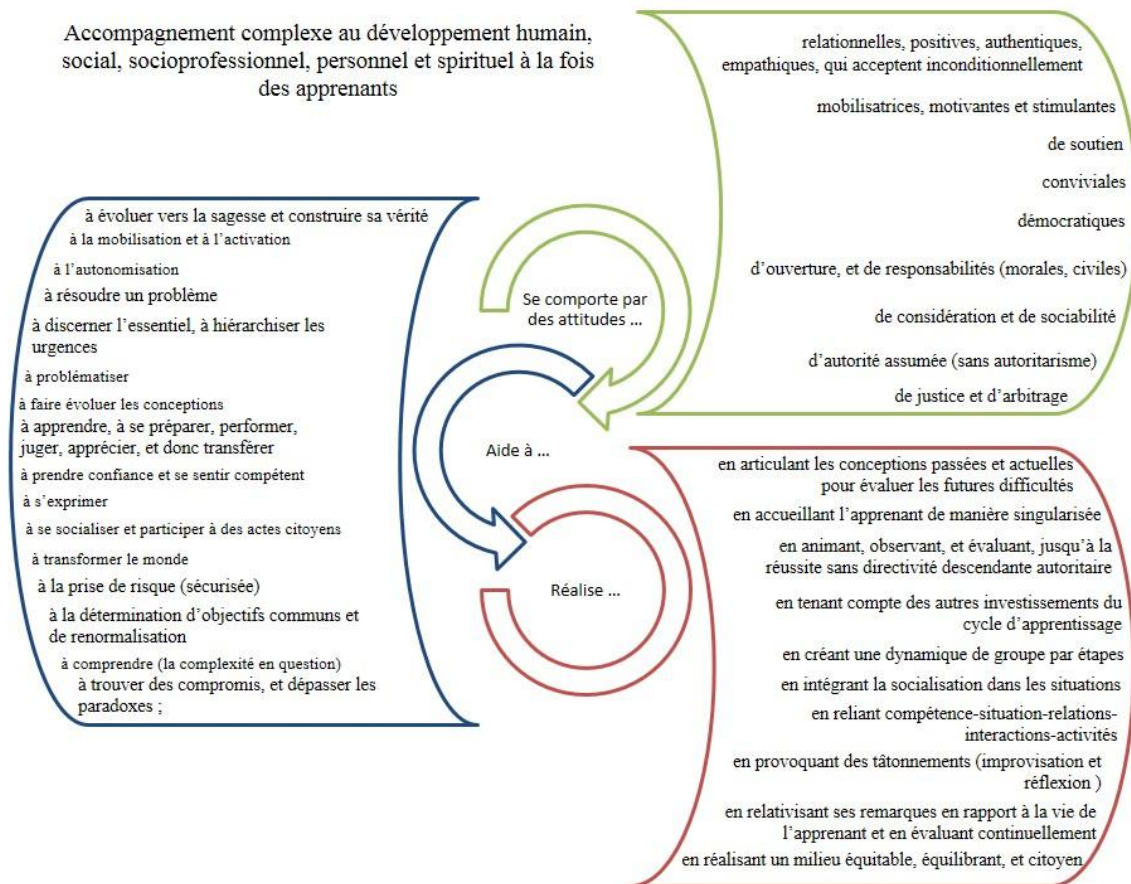 Accompagnement complexe au développement humain,
social, socioprofessionnel, personnel et spirituel à la fois
des apprenants
relationnelles, positives, authentiques,
empathiques, qui acceptent inconditionnellement
mobilisatrices, motivantes et stimulantes
de soutien
conviviales
démocratiques
d’ouverture, et de responsabilités (morales, civiles)
de considération et de sociabilité
d’autorité assumée (sans autoritarisme)
de justice et d’arbitrage
Se comporte par
des attitudes ...
à évoluer vers la sagesse et construire sa vérité
à la mobilisation et à l’activation
à l’autonomisation
à résoudre un problème
à discerner l’essentiel, à hiérarchiser les
urgences
à problématiser
à faire évoluer les conceptions
à apprendre, à se préparer, performer,
juger, apprécier, et donc transférer
à prendre confiance et se sentir compétent
à s’exprimer
à se socialiser et participer à des actes citoyens
à transformer le monde
à la prise de risque (sécurisée)
à la détermination d’objectifs communs et
de renormalisation
à comprendre (la complexité en question)
à trouver des compromis, et dépasser les
paradoxes ;
Aide à ...
Réalise ...
en articulant les conceptions passées et actuelles
pour évaluer les futures difficultés
en accueillant l’apprenant de manière singularisée
en animant, observant, et évaluant, jusqu’à la
réussite sans directivité descendante autoritaire
en tenant compte des autres investissements du
cycle d’apprentissage
en créant une dynamique de groupe par étapes
en intégrant la socialisation dans les situations
en reliant compétence-situation-relations-
interactions-activités
en provoquant des tâtonnements (improvisation et
réflexion )
en relativisant ses remarques en rapport à la vie de
l’apprenant et en évaluant continuellement
en réalisant un milieu équitable, équilibrant, et citoyen